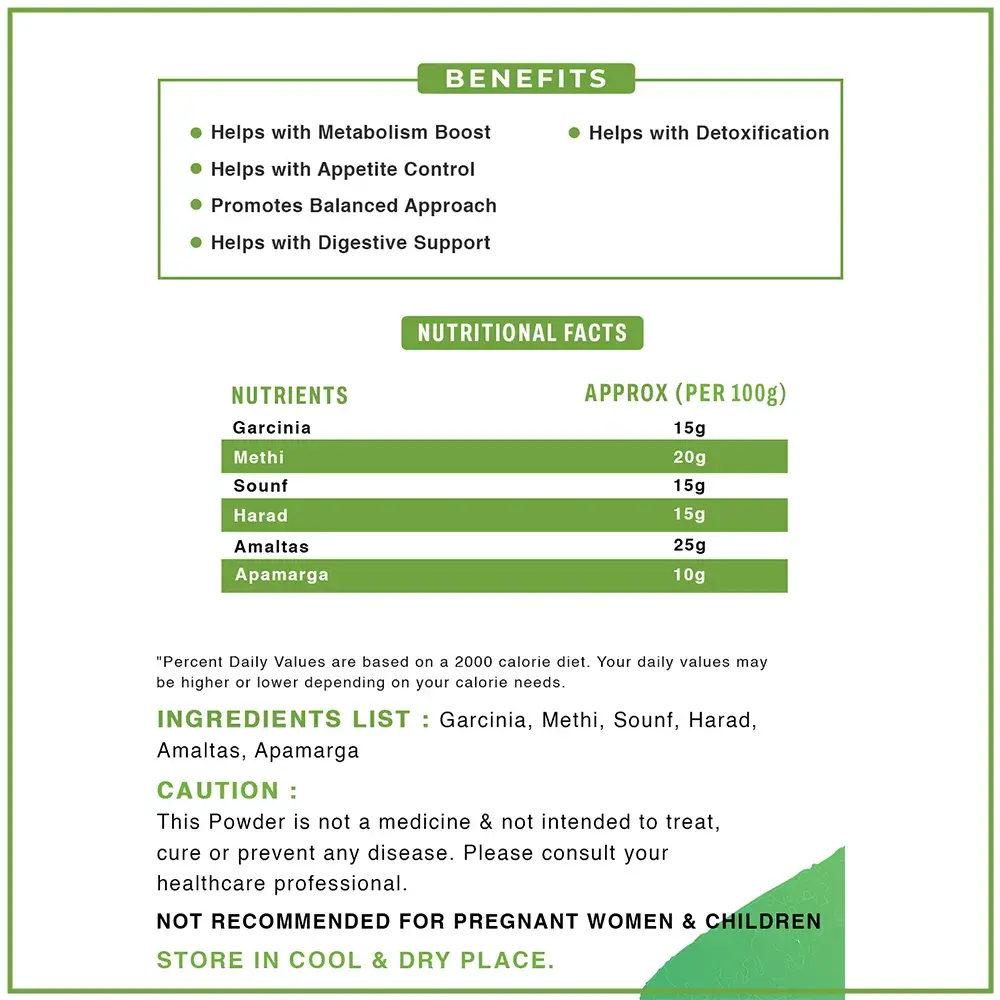 BENEFITS
Helps with Metabolism Boost
Helps with Appetite Control
Promotes Balanced Approach
Helps with Digestive Support
Helps with Detoxification
NUTRITIONAL FACTS
NUTRIENTS APPROX (PER 100g)
Garcinia 15g
Methi 20g
Sounf 15g
Harad 15g
Amaltas 25g
Apamarga 10g
"Percent Daily Values are based on a 2000 calorie diet. Your daily values may
be higher or lower depending on your calorie needs.
INGREDIENTS LIST : Garcinia, Methi, Sounf, Harad,
Amaltas, Apamarga
CAUTION :
This Powder is not a medicine & not intended to treat,
cure or prevent any disease. Please consult your
healthcare professional.
NOT RECOMMENDED FOR PREGNANT WOMEN & CHILDREN
STORE IN COOL & DRY PLACE.